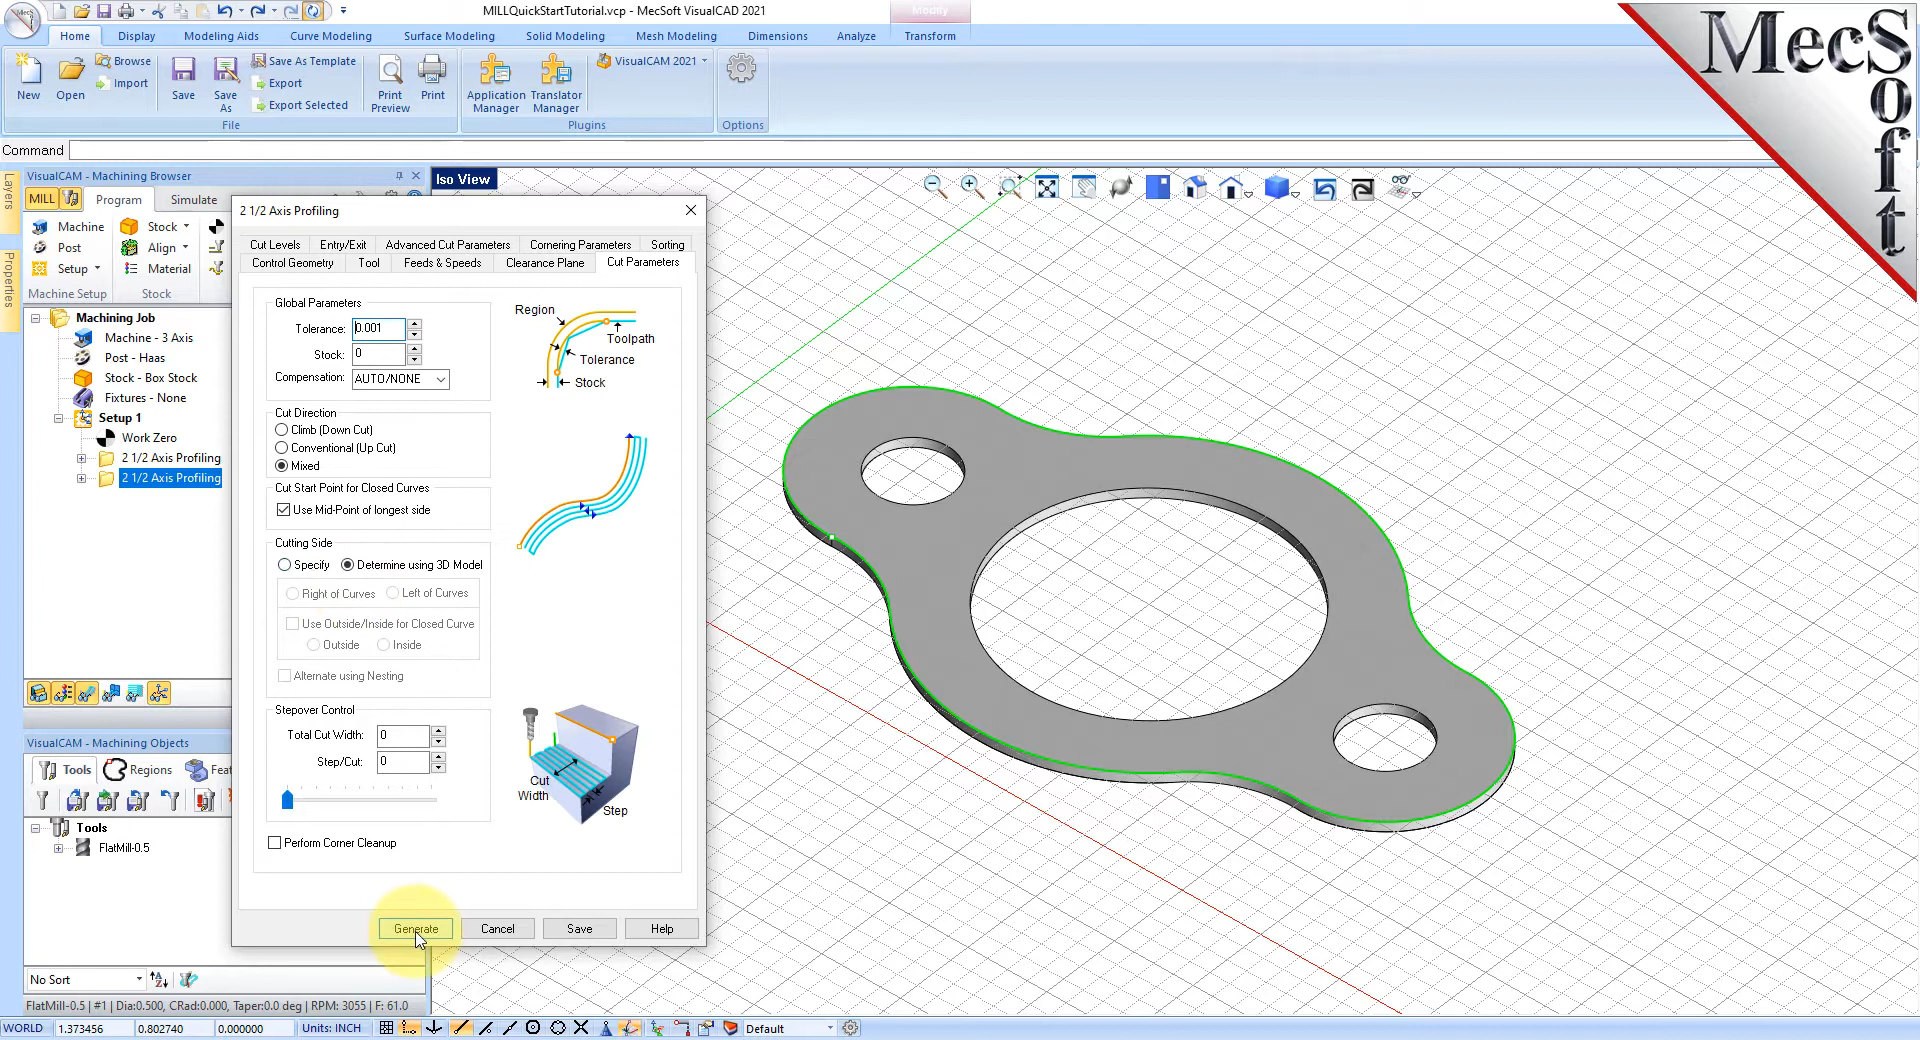 MILLQuickStartTutorial.vcp - MecSoft VisualCAD 2021
Modify
Home Display Modeling Aids Curve Modeling Surface Modeling Solid Modeling Mesh Modeling Dimensions Analyze Transform
New
Open
Browse
Import
Save
Save As
Save As Template
Export
Export Selected
Print Preview
Print
Application Manager
Translator Manager
VisualCAM 2021
File
Plugins
Options
MecSoft
Command
Layers
Properties
VisualCAM - Machining Browser
MILL Program Simulate
Machine Stock
Post Align
Setup Material
Machine Setup Stock
Machining Job
Machine - 3 Axis
Post - Haas
Stock - Box Stock
Fixtures - None
Setup 1
Work Zero
2 1/2 Axis Profiling
2 1/2 Axis Profiling
VisualCAM - Machining Objects
Tools Regions Feat
Tools
FlatMill-0.5
No Sort
FlatMill-0.5 | #1 | Dia:0.500, CRad:0.000, Taper:0.0 deg | RPM: 3055 | F: 61.0
Iso View
2 1/2 Axis Profiling
Cut Levels Entry/Exit Advanced Cut Parameters Cornering Parameters Sorting
Control Geometry Tool Feeds & Speeds Clearance Plane Cut Parameters
Global Parameters
Tolerance: 0.001
Stock: 0
Compensation: AUTO/NONE
Region
Toolpath
Tolerance
Stock
Cut Direction
Climb (Down Cut)
Conventional (Up Cut)
Mixed
Cut Start Point for Closed Curves
Use Mid-Point of longest side
Cutting Side
Specify Determine using 3D Model
Right of Curves Left of Curves
Use Outside/Inside for Closed Curve
Outside Inside
Alternate using Nesting
Stepover Control
Total Cut Width: 0
Step/Cut: 0
Cut Width
Step
Perform Corner Cleanup
Generate Cancel Save Help
WORLD 1.373456 0.802740 0.000000 Units: INCH Default